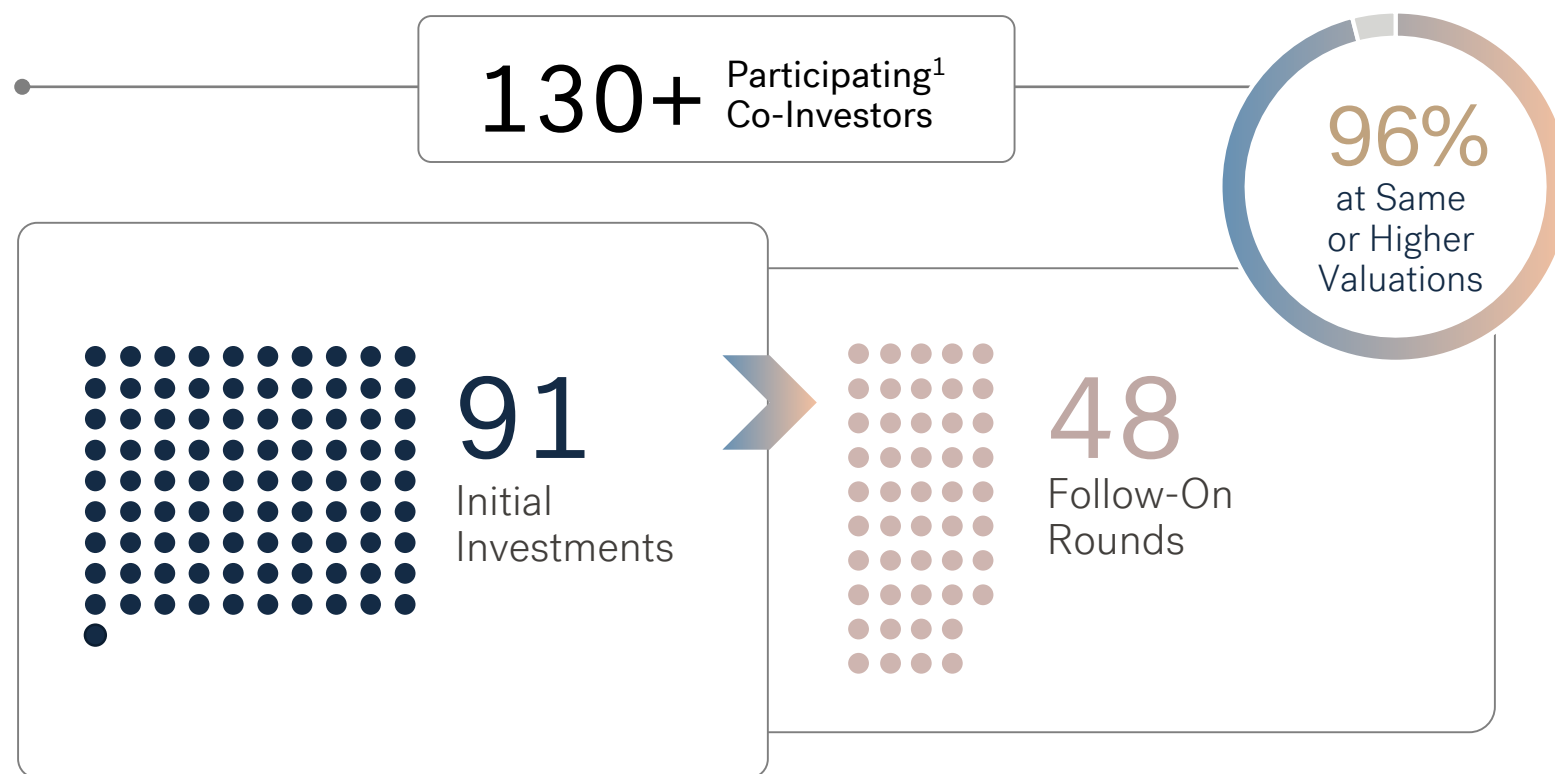 130+ Participating1
Co-Investors
96%
at Same
or Higher
Valuations
91
Initial
Investments
48
Follow-On
Rounds